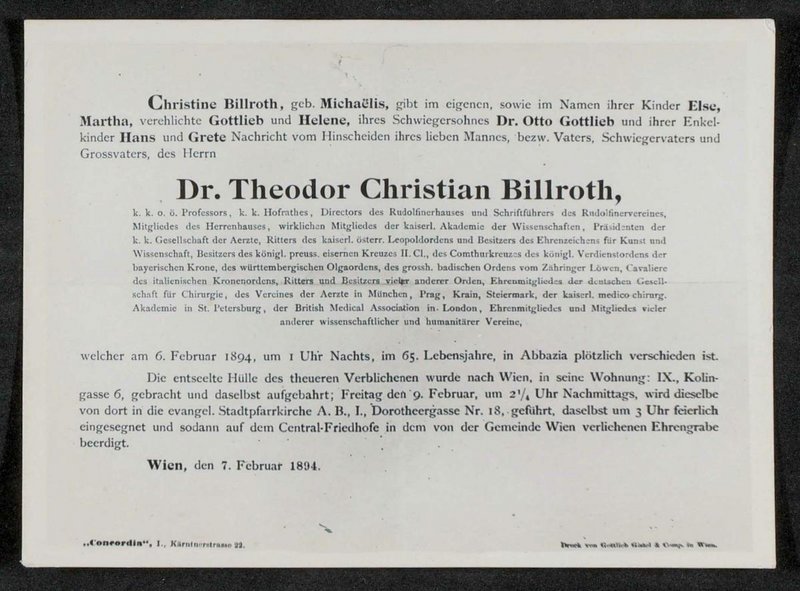 Christine Billroth, geb. Michaëlis, gibt im eigenen, sowie im Namen ihrer Kinder Else,
Martha, verehlichte Gottlieb und Helene, ihres Schwiegersohnes Dr. Otto Gottlieb und ihrer Enkel-
kinder Hans und Grete Nachricht vom Hinscheiden ihres lieben Mannes, bezw. Vaters, Schwiegervaters und
Grossvaters, des Herrn
Dr. Theodor Christian Billroth,
k. k. o. ö. Professors, k. k. Hofrathes, Directors des Rudolfinerhauses und Schriftführers des Rudolfinervereines,
Mitgliedes des Herrenhauses, wirklichen Mitgliedes der kaiserl. Akademie der Wissenschaften, Präsidenten der
k. k. Gesellschaft der Aerzte, Ritters des kaiserl. österr. Leopoldordens und Besitzers des Ehrenzeichens für Kunst und
Wissenschaft, Besitzers des königl. preuss. eisernen Kreuzes II. Cl., des Comthurkreuzes des königl. Verdienstordens der
bayerischen Krone, des württembergischen Olgaordens, des grossh. badischen Ordens vom Zähringer Löwen, Cavaliere
des italienischen Kronenordens, Ritters und Besitzers vieler anderer Orden, Ehrenmitgliedes der deutschen Gesell-
schaft für Chirurgie, des Vereines der Aerzte in München, Prag, Krain, Steiermark, der kaiserl. medico-chirurg.
Akademie in St. Petersburg, der British Medical Association in London, Ehrenmitgliedes und Mitgliedes vieler
anderer wissenschaftlicher und humanitärer Vereine,
welcher am 6. Februar 1894, um 1 Uhr Nachts, im 65. Lebensjahre, in Abbazia plötzlich verschieden ist.
Die entseelte Hülle des theueren Verblichenen wurde nach Wien, in seine Wohnung: IX., Kolin-
gasse 6, gebracht und daselbst aufgebahrt; Freitag den 9. Februar, um 2¼ Uhr Nachmittags, wird dieselbe
von dort in die evangel. Stadtpfarrkirche A. B., I., Dorotheergasse Nr. 18, geführt, daselbst um 3 Uhr feierlich
eingesegnet und sodann auf dem Central-Friedhofe in dem von der Gemeinde Wien verliehenen Ehrengrabe
beerdigt.
Wien, den 7. Februar 1894.
„Concordia“, I., Kärntnerstrasse 22.
Druck von Gottlieb Gistel & Comp. in Wien.